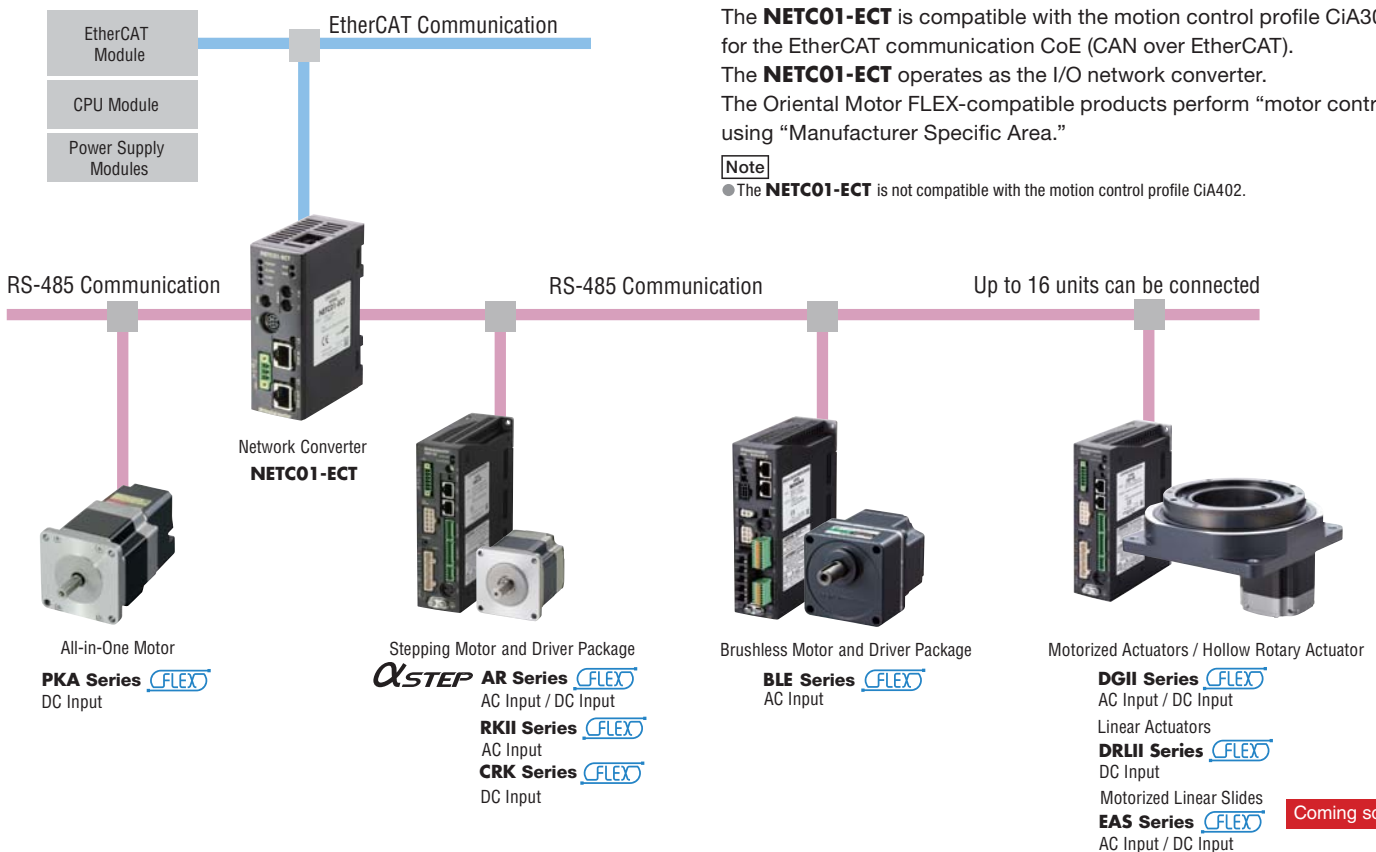 EtherCAT
Module
EtherCAT Communication
CPU Module
Power Supply
Modules
The NETC01-ECT is compatible with the motion control profile
for the EtherCAT communication CoE (CAN over EtherCAT).
The NETC01-ECT operates as the I/O network converter.
The Oriental Motor FLEX-compatible products perform “motor
using “Manufacturer Specific Area.”
Note
●The NETC01-ECT is not compatible with the motion control profile CiA402.
RS-485 Communication
RS-485 Communication
Up to 16 units can be connected
NETC01-ECT
Network Converter
NETC01-ECT
All-in-One Motor
PKA Series FLEX
DC Input
Stepping Motor and Driver Package
αSTEP AR Series FLEX
AC Input / DC Input
RKII Series FLEX
AC Input
CRK Series FLEX
DC Input
Brushless Motor and Driver Package
BLE Series FLEX
AC Input
Motorized Actuators / Hollow Rotary Actuator
DGII Series FLEX
AC Input / DC Input
Linear Actuators
DRLII Series FLEX
DC Input
Motorized Linear Slides
EAS Series FLEX
AC Input / DC Input
Coming